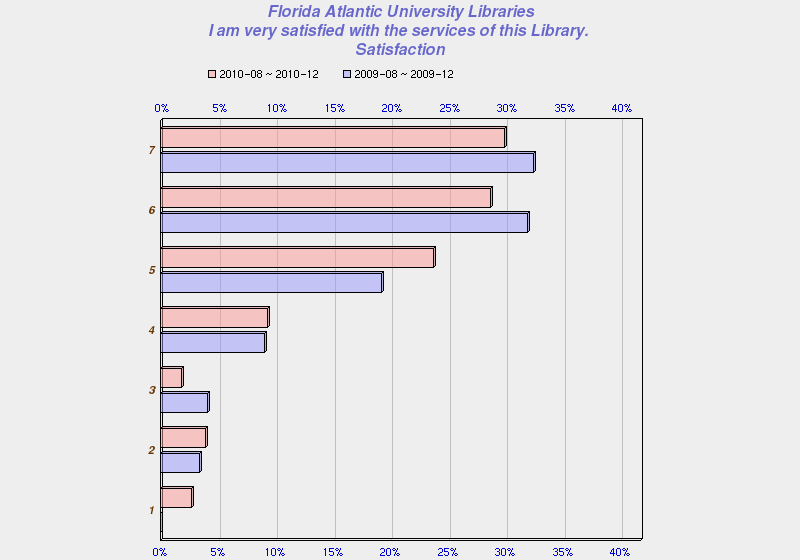 Florida Atlantic University Libraries
I am very satisfied with the services of this Library.
Satisfaction
2010-08 ~ 2010-12 2009-08 ~ 2009-12
0% 5% 10% 15% 20% 25% 30% 35% 40%
7
6
5
4
3
2
1
0% 5% 10% 15% 20% 25% 30% 35% 40%